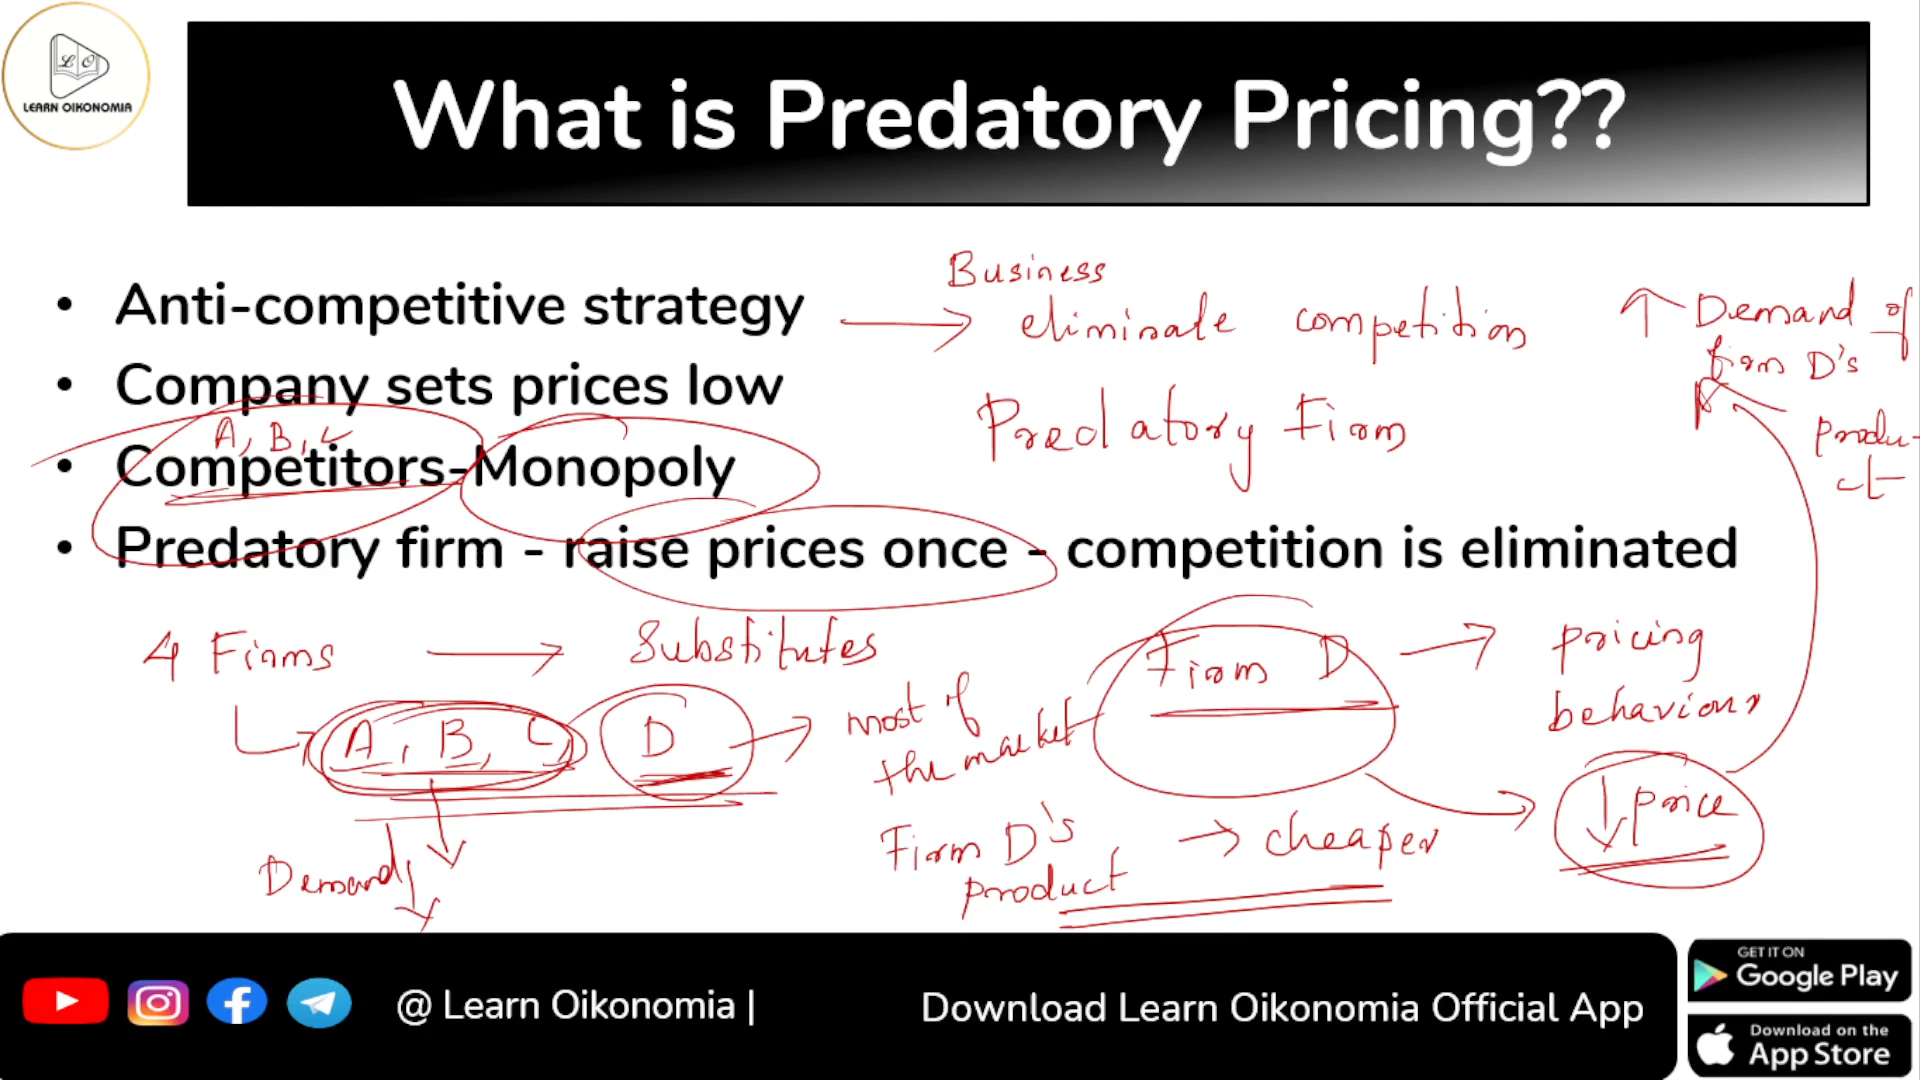 LO
LEARN OIKONOMIA
What is Predatory Pricing??
• Anti-competitive strategy
Business
eliminate competition
↑ Demand of
firm D's
produ-
ct
• Company sets prices low
Predatory Firm
A, B, C
• Competitors-Monopoly
• Predatory firm - raise prices once - competition is eliminated
4 Firms → Substitutes
A, B, C, D → most of
the market
Firm D → pricing
behaviour
↓ price
Demand ↓
Firm D's
product → cheaper
@ Learn Oikonomia |
Download Learn Oikonomia Official App
GET IT ON
Google Play
Download on the
App Store